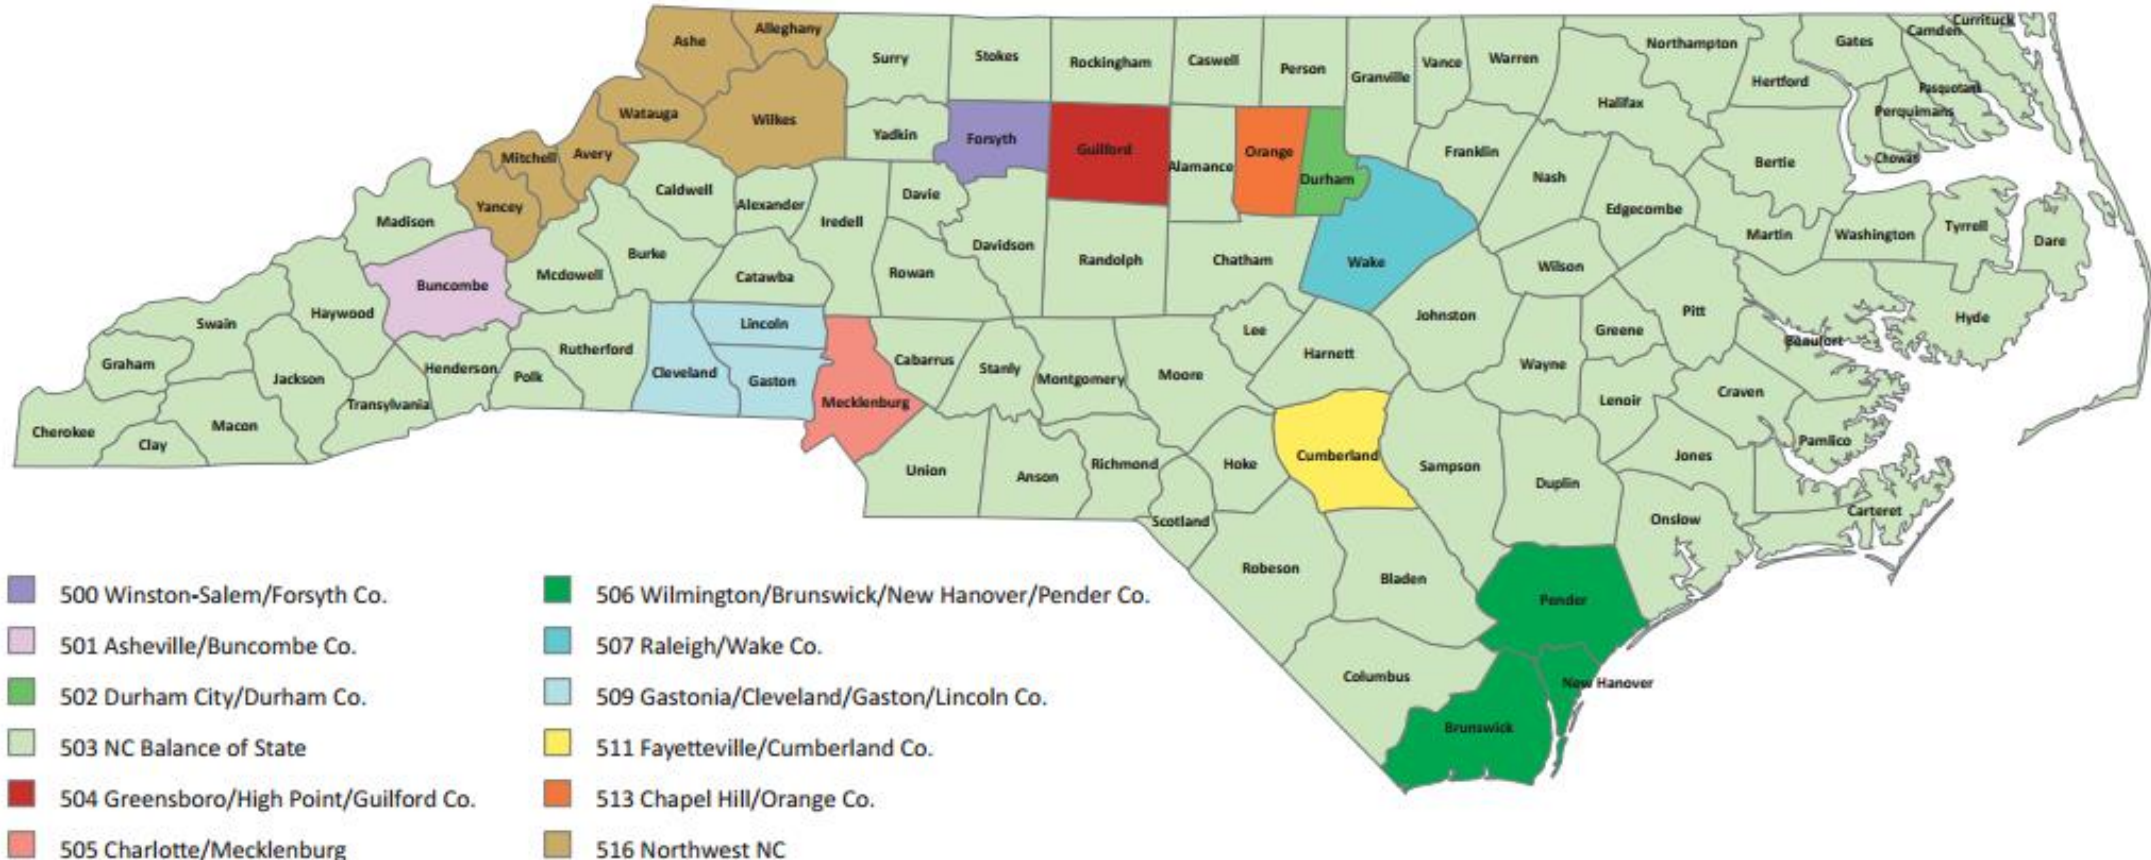 Currituck
Camden
Alleghany
Ashe
Gates
Northampton
Surry
Stokes
Rockingham
Caswell
Person
Granville
Vance
Warren
Hertford
Pasquotank
Halifax
Perquimans
Watauga
Wilkes
Yadkin
Forsyth
Guilford
Orange
Durham
Franklin
Alamance
Mitchell
Avery
Chowan
Bertie
Nash
Caldwell
Davie
Alexander
Yancey
Edgecombe
Madison
Iredell
Martin
Washington
Tyrrell
Dare
Davidson
Burke
Randolph
Chatham
Wake
Wilson
Mcdowell
Catawba
Rowan
Buncombe
Haywood
Swain
Lincoln
Lee
Johnston
Greene
Pitt
Hyde
Beaufort
Rutherford
Harnett
Graham
Jackson
Henderson
Polk
Cleveland
Gaston
Cabarrus
Stanly
Montgomery
Moore
Wayne
Transylvania
Mecklenburg
Lenoir
Craven
Cherokee
Clay
Macon
Pamlico
Union
Anson
Richmond
Hoke
Cumberland
Sampson
Duplin
Jones
Scotland
Onslow
Carteret
Robeson
Bladen
Pender
Columbus
New Hanover
Brunswick
500 Winston-Salem/Forsyth Co.
501 Asheville/Buncombe Co.
502 Durham City/Durham Co.
503 NC Balance of State
504 Greensboro/High Point/Guilford Co.
505 Charlotte/Mecklenburg
506 Wilmington/Brunswick/New Hanover/Pender Co.
507 Raleigh/Wake Co.
509 Gastonia/Cleveland/Gaston/Lincoln Co.
511 Fayetteville/Cumberland Co.
513 Chapel Hill/Orange Co.
516 Northwest NC